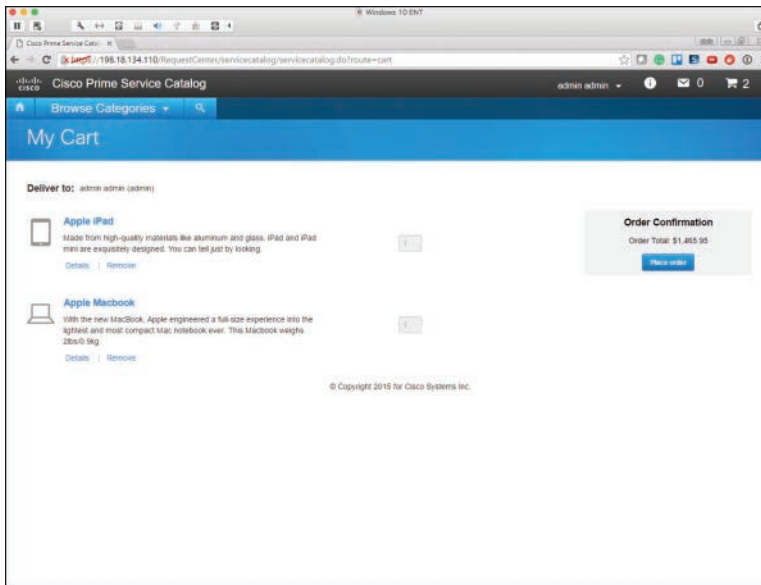 Windows 10 ENT
Cisco Prime Service Catal
https://198.18.134.110/RequestCenter/servicecatalog/servicecatalog.do?route=cart
cisco Cisco Prime Service Catalog
admin admin
0
2
Browse Categories
My Cart
Deliver to: admin admin (admin)
Apple iPad
Made from high-quality materials like aluminum and glass, iPad and iPad
mini are exquisitely designed. You can tell just by looking.
Details | Remove
Order Confirmation
Order Total: $1,465.95
Place order
Apple Macbook
With the new MacBook, Apple engineered a full-size experience into the
lightest and most compact Mac notebook ever. This Macbook weighs
2lbs/0.9kg.
Details | Remove
© Copyright 2015 for Cisco Systems Inc.